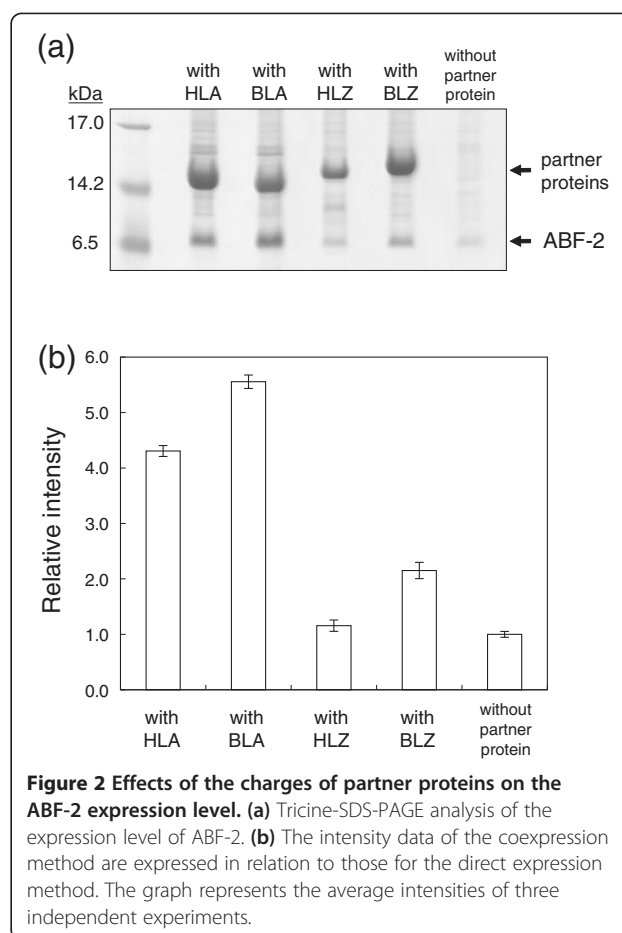 (a)
with HLA
with BLA
with HLZ
with BLZ
without partner protein
kDa
17.0
14.2
6.5
partner proteins
ABF-2
(b)
Relative intensity
6.0
5.0
4.0
3.0
2.0
1.0
0.0
with HLA
with BLA
with HLZ
with BLZ
without partner protein
Figure 2 Effects of the charges of partner proteins on the
ABF-2 expression level. (a) Tricine-SDS-PAGE analysis of the
expression level of ABF-2. (b) The intensity data of the coexpression
method are expressed in relation to those for the direct expression
method. The graph represents the average intensities of three
independent experiments.